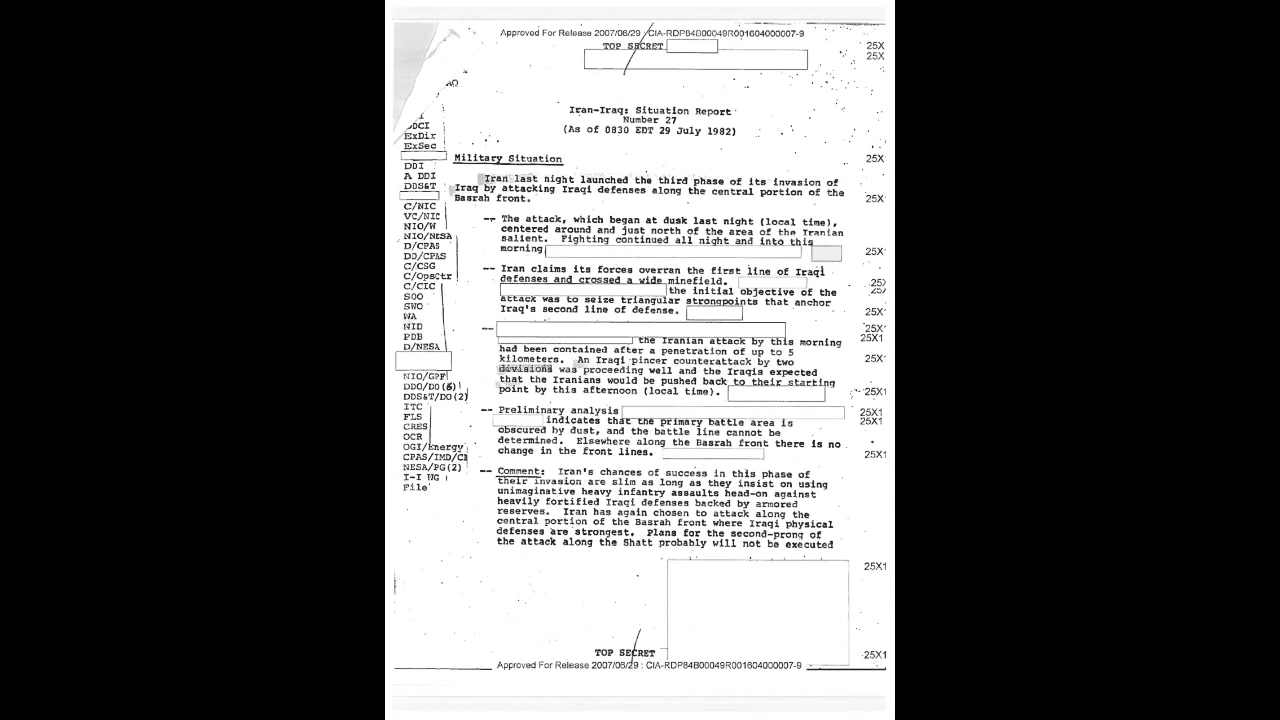 Approved For Release 2007/06/29 : CIA-RDP84B00049R001604000007-9
TOP SECRET
25X
25X
Iran-Iraq: Situation Report
Number 27
(As of 0830 EDT 29 July 1982)
DDCI
ExDir
ExSec
DDI
A DDI
DDS&T
C/NIC
VC/NIC
NIO/W
NIO/NESA
D/CPAS
DD/CPAS
C/CSG
C/OpsCtr
C/CIC
SOO
SWO
WA
NID
PDB
D/NESA
NIO/GPF
DDO/DO(6)
DDS&T/DO(2)
ITC
FLS
CRES
OCR
OGI/Energy
CPAS/IMD/CB
NESA/PG(2)
I-I WG
File
Military Situation
25X1
Iran last night launched the third phase of its invasion of
Iraq by attacking Iraqi defenses along the central portion of the
Basrah front.
25X1
-- The attack, which began at dusk last night (local time),
centered around and just north of the area of the Iranian
salient. Fighting continued all night and into this
morning
25X1
-- Iran claims its forces overran the first line of Iraqi
defenses and crossed a wide minefield.
25X
the initial objective of the
25X
attack was to seize triangular strongpoints that anchor
Iraq's second line of defense.
25X1
--
25X1
the Iranian attack by this morning
25X1
had been contained after a penetration of up to 5
kilometers. An Iraqi pincer counterattack by two
25X1
divisions was proceeding well and the Iraqis expected
that the Iranians would be pushed back to their starting
point by this afternoon (local time).
25X1
-- Preliminary analysis
25X1
indicates that the primary battle area is
25X1
obscured by dust, and the battle line cannot be
determined. Elsewhere along the Basrah front there is no
change in the front lines.
25X1
-- Comment: Iran's chances of success in this phase of
their invasion are slim as long as they insist on using
unimaginative heavy infantry assaults head-on against
heavily fortified Iraqi defenses backed by armored
reserves. Iran has again chosen to attack along the
central portion of the Basrah front where Iraqi physical
defenses are strongest. Plans for the second-prong of
the attack along the Shatt probably will not be executed
25X1
TOP SECRET
25X1
Approved For Release 2007/06/29 : CIA-RDP84B00049R001604000007-9